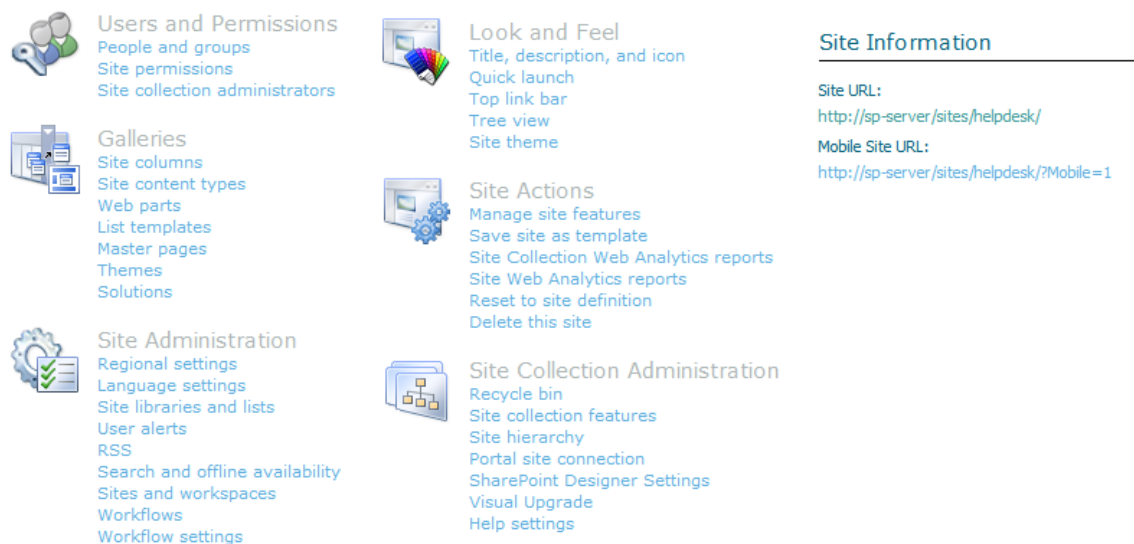 Users and Permissions
People and groups
Site permissions
Site collection administrators
Galleries
Site columns
Site content types
Web parts
List templates
Master pages
Themes
Solutions
Site Administration
Regional settings
Language settings
Site libraries and lists
User alerts
RSS
Search and offline availability
Sites and workspaces
Workflows
Workflow settings
Look and Feel
Title, description, and icon
Quick launch
Top link bar
Tree view
Site theme
Site Actions
Manage site features
Save site as template
Site Collection Web Analytics reports
Site Web Analytics reports
Reset to site definition
Delete this site
Site Collection Administration
Recycle bin
Site collection features
Site hierarchy
Portal site connection
SharePoint Designer Settings
Visual Upgrade
Help settings
Site Information
Site URL:
http://sp-server/sites/helpdesk/
Mobile Site URL:
http://sp-server/sites/helpdesk/?Mobile=1